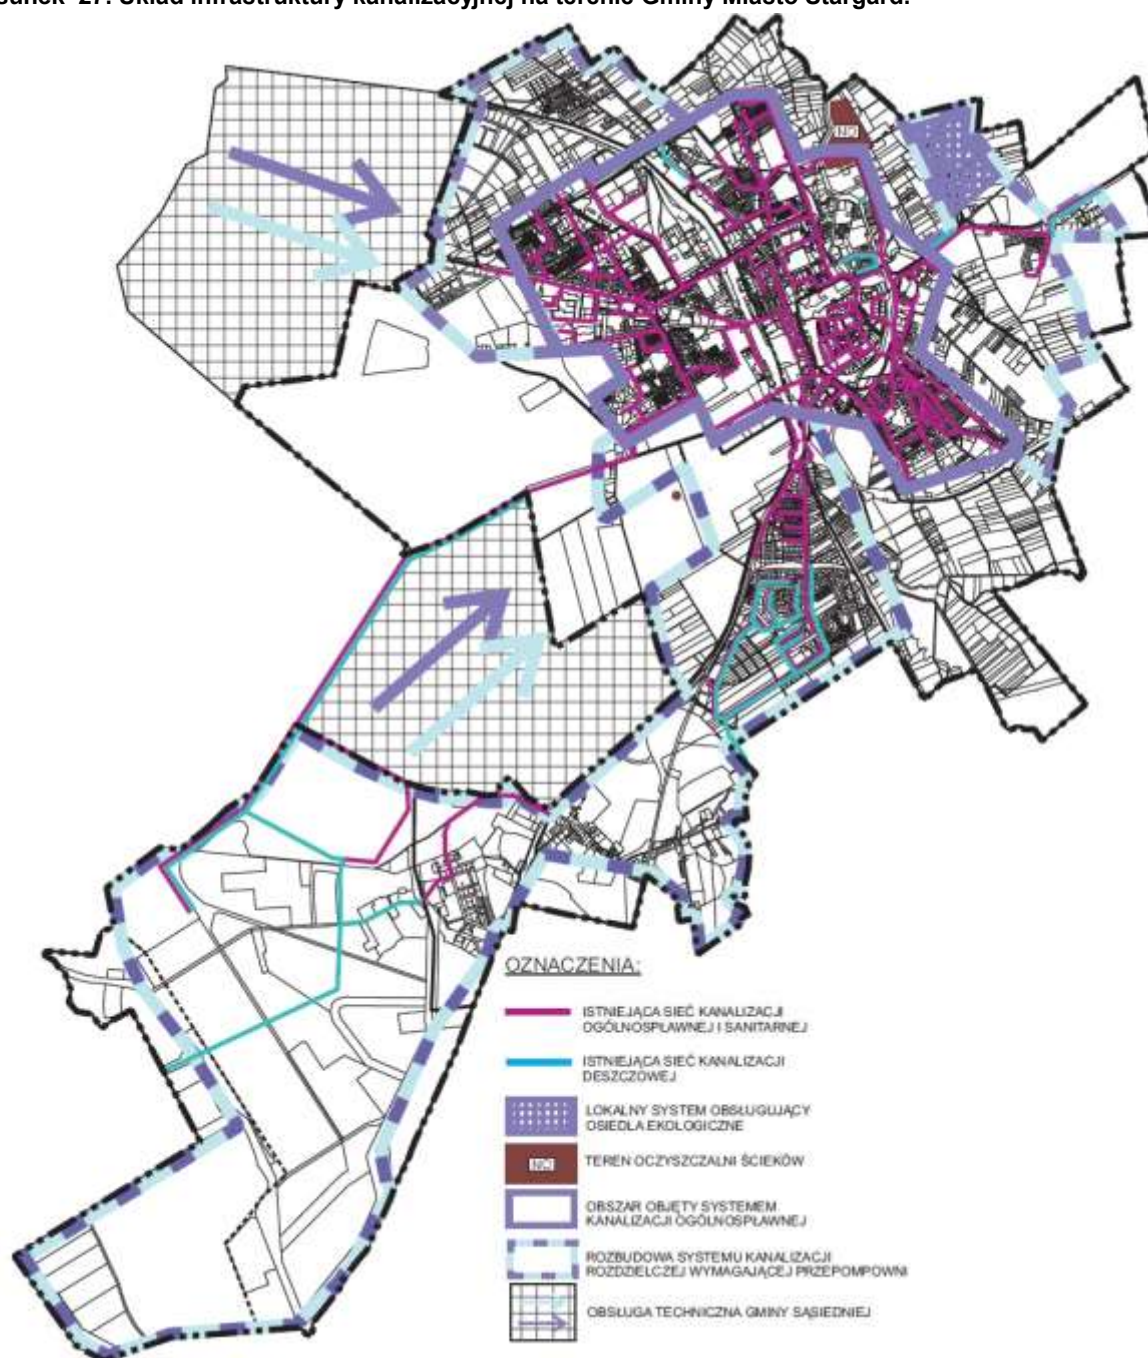 27. Układ infrastruktury kanalizacyjnej na terenie Gminy Miasto Stargard.
NO
OZNACZENIA:
ISTNIEJĄCA SIEĆ KANALIZACJI
OGÓLNOSPŁAWNEJ I SANITARNEJ
ISTNIEJĄCA SIEĆ KANALIZACJI
DESZCZOWEJ
LOKALNY SYSTEM OBSŁUGUJĄCY
OSIEDLA EKOLOGICZNE
NO
TEREN OCZYSZCZALNI ŚCIEKÓW
OBSZAR OBJĘTY SYSTEMEM
KANALIZACJI OGÓLNOSPŁAWNEJ
ROZBUDOWA SYSTEMU KANALIZACJI
ROZDZIELCZEJ WYMAGAJĄCEJ PRZEPOMPOWNI
OBSŁUGA TECHNICZNA GMINY SĄSIEDNIEJ